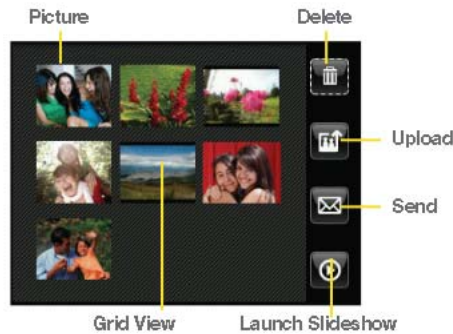 Picture
Delete
Upload
Send
Grid View
Launch Slideshow